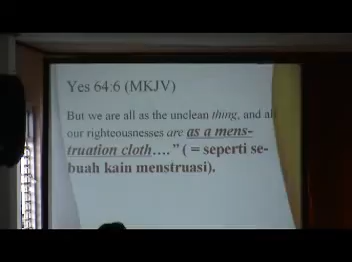 Yes 64:6 (MKJV)
But we are all as the unclean thing, and all
our righteousnesses are as a mens-
truation cloth…." ( = seperti se-
buah kain menstruasi).